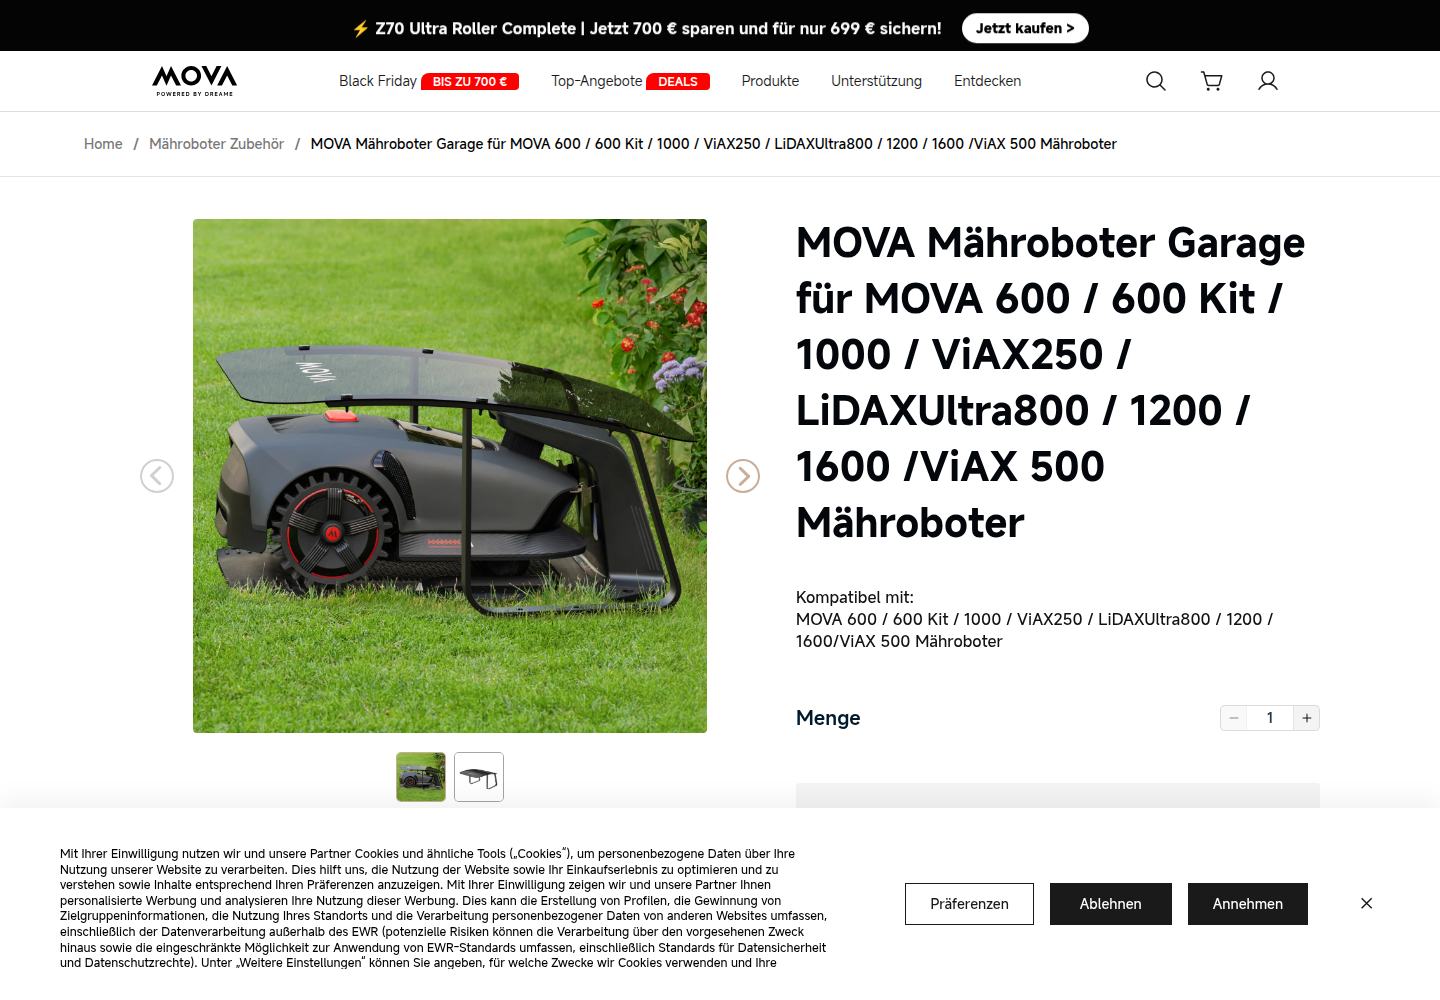 ⚡ Z70 Ultra Roller Complete | Jetzt 700 € sparen und für nur 699 € sichern!
Jetzt kaufen >
MOVA
POWERED BY DREAME
Black Friday
BIS ZU 700 €
Top-Angebote
DEALS
Produkte
Unterstützung
Entdecken
Home / Mähroboter Zubehör / MOVA Mähroboter Garage für MOVA 600 / 600 Kit / 1000 / ViAX250 / LiDAXUltra800 / 1200 / 1600 /ViAX 500 Mähroboter
MOVA
MOVA Mähroboter Garage
für MOVA 600 / 600 Kit /
1000 / ViAX250 /
LiDAXUltra800 / 1200 /
1600 /ViAX 500
Mähroboter
Kompatibel mit:
MOVA 600 / 600 Kit / 1000 / ViAX250 / LiDAXUltra800 / 1200 /
1600/ViAX 500 Mähroboter
Menge
− 1 +
Mit Ihrer Einwilligung nutzen wir und unsere Partner Cookies und ähnliche Tools („Cookies“), um personenbezogene Daten über Ihre
Nutzung unserer Website zu verarbeiten. Dies hilft uns, die Nutzung der Website sowie Ihr Einkaufserlebnis zu optimieren und zu
verstehen sowie Inhalte entsprechend Ihren Präferenzen anzuzeigen. Mit Ihrer Einwilligung zeigen wir und unsere Partner Ihnen
personalisierte Werbung und analysieren Ihre Nutzung dieser Werbung. Dies kann die Erstellung von Profilen, die Gewinnung von
Zielgruppeninformationen, die Nutzung Ihres Standorts und die Verarbeitung personenbezogener Daten von anderen Websites umfassen,
einschließlich der Datenverarbeitung außerhalb des EWR (potenzielle Risiken können die Verarbeitung über den vorgesehenen Zweck
hinaus sowie die eingeschränkte Möglichkeit zur Anwendung von EWR-Standards umfassen, einschließlich Standards für Datensicherheit
und Datenschutzrechte). Unter „Weitere Einstellungen“ können Sie angeben, für welche Zwecke wir Cookies verwenden und Ihre
Präferenzen
Ablehnen
Annehmen